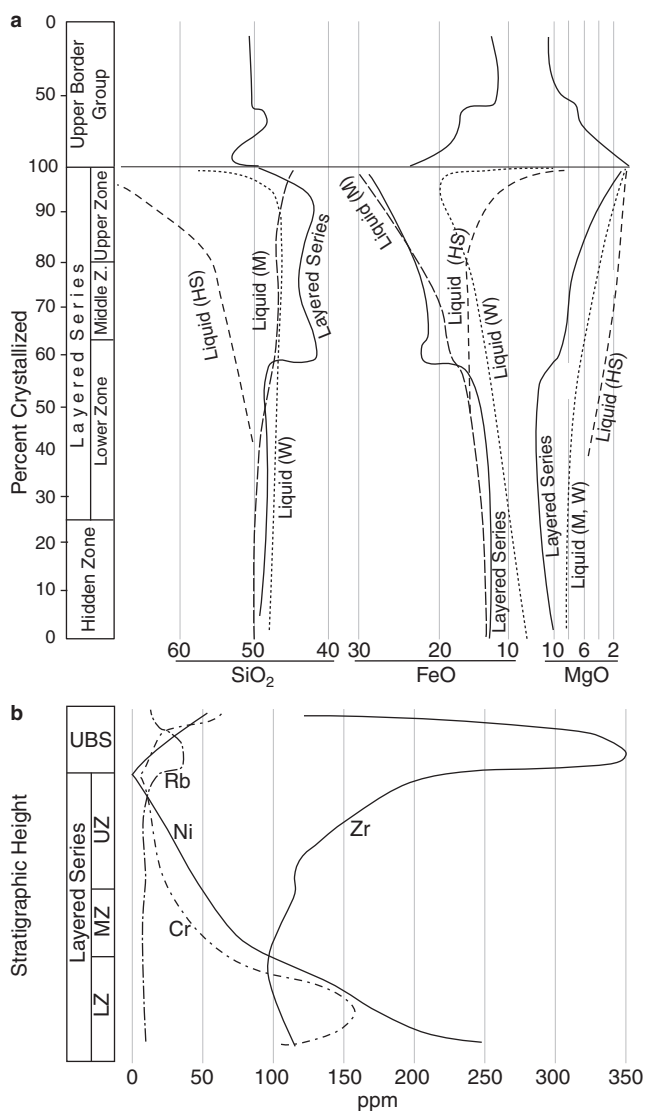 a
0
50
100
90
80
70
60
50
40
30
20
10
0
Percent Crystallized
Upper Border
Group
Layered Series
Upper Zone
Middle Z.
Lower Zone
Hidden Zone
Liquid (HS)
Liquid (M)
Layered Series
Liquid (W)
Liquid (M)
Liquid (HS)
Liquid (W)
Layered Series
Liquid (HS)
Layered Series
Liquid (M, W)
60 50 40 30 20 10 10 6 2
SiO2 FeO MgO
b
Stratigraphic Height
UBS
Layered Series
UZ
MZ
LZ
Rb
Ni
Zr
Cr
0 50 100 150 200 250 300 350
ppm